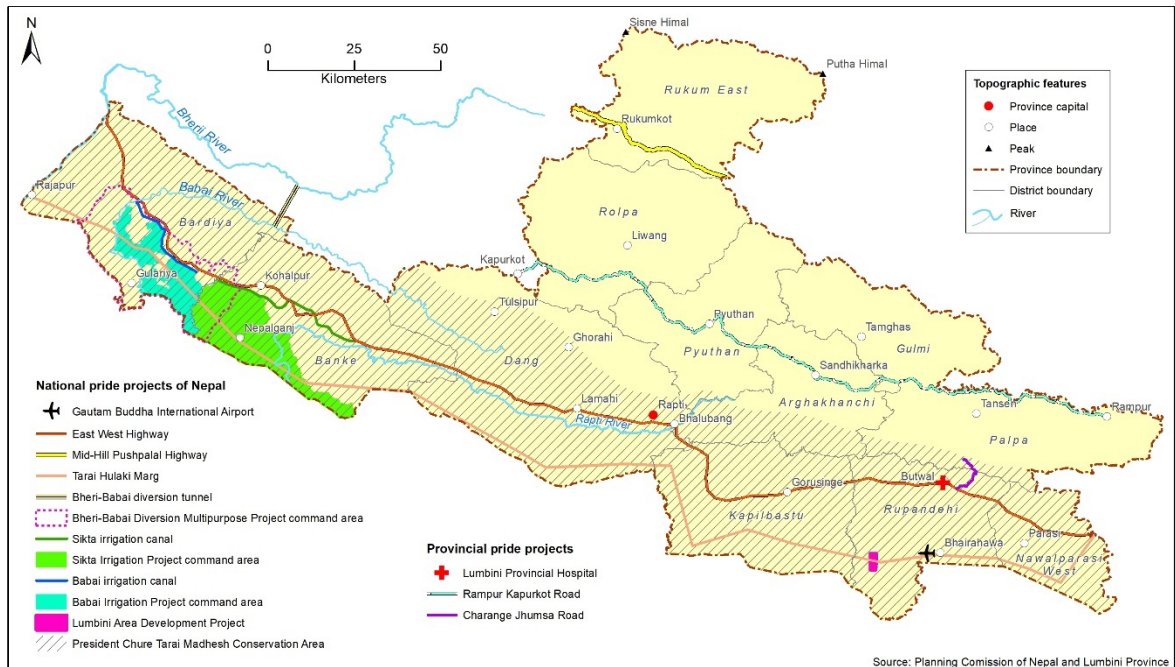 N
0 25 50
Kilometers
Sisne Himal
Putha Himal
Rukum East
Rukumkot
Bherii River
Babai River
Rajapur
Bardiya
Rolpa
Liwang
Kapurkot
Gulariya
Kohalpur
Tulsipur
Nepalganj
Banke
Dang
Ghorahi
Pyuthan
Pyuthan
Tamghas
Gulmi
Sandhikharka
Arghakhanchi
Lamahi
Rapti
Rapti River
Bhalubang
Tansen
Rampur
Palpa
Gorusinge
Butwal
Kapilbastu
Rupandehi
Bhairahawa
Parasi
Nawalparasi
West
Topographic features
Province capital
Place
Peak
Province boundary
District boundary
River
National pride projects of Nepal
Gautam Buddha International Airport
East West Highway
Mid-Hill Pushpalal Highway
Tarai Hulaki Marg
Bheri-Babai diversion tunnel
Bheri-Babai Diversion Multipurpose Project command area
Sikta irrigation canal
Sikta Irrigation Project command area
Babai irrigation canal
Babai Irrigation Project command area
Lumbini Area Development Project
President Chure Tarai Madhesh Conservation Area
Provincial pride projects
Lumbini Provincial Hospital
Rampur Kapurkot Road
Charange Jhumsa Road
Source: Planning Comission of Nepal and Lumbini Province